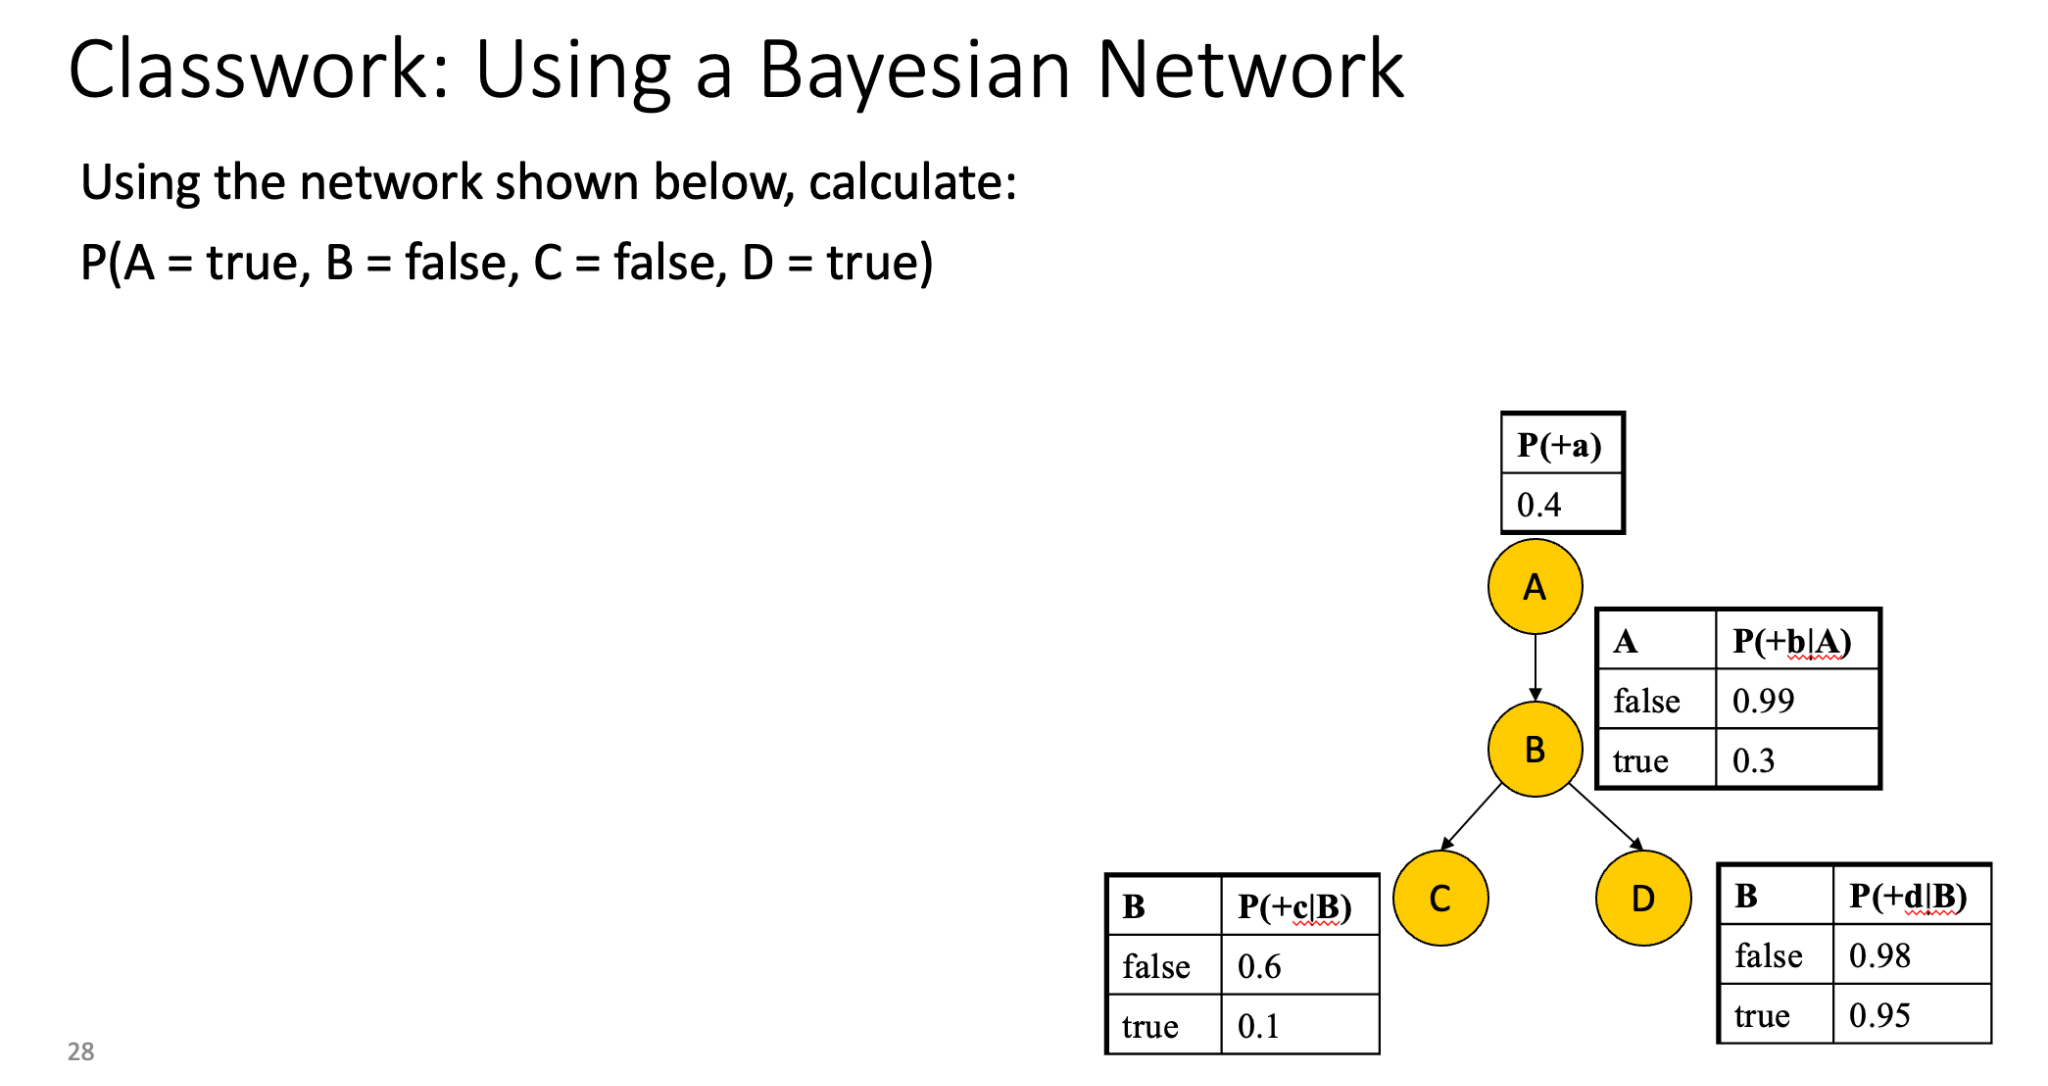 Classwork: Using a Bayesian Network
Using the network shown below, calculate:
P(A = true, B = false, C = false, D = true)
P(+a)
0.4
A
A P(+b|A)
false 0.99
true 0.3
B
C
D
B P(+c|B)
false 0.6
true 0.1
B P(+d|B)
false 0.98
true 0.95
28